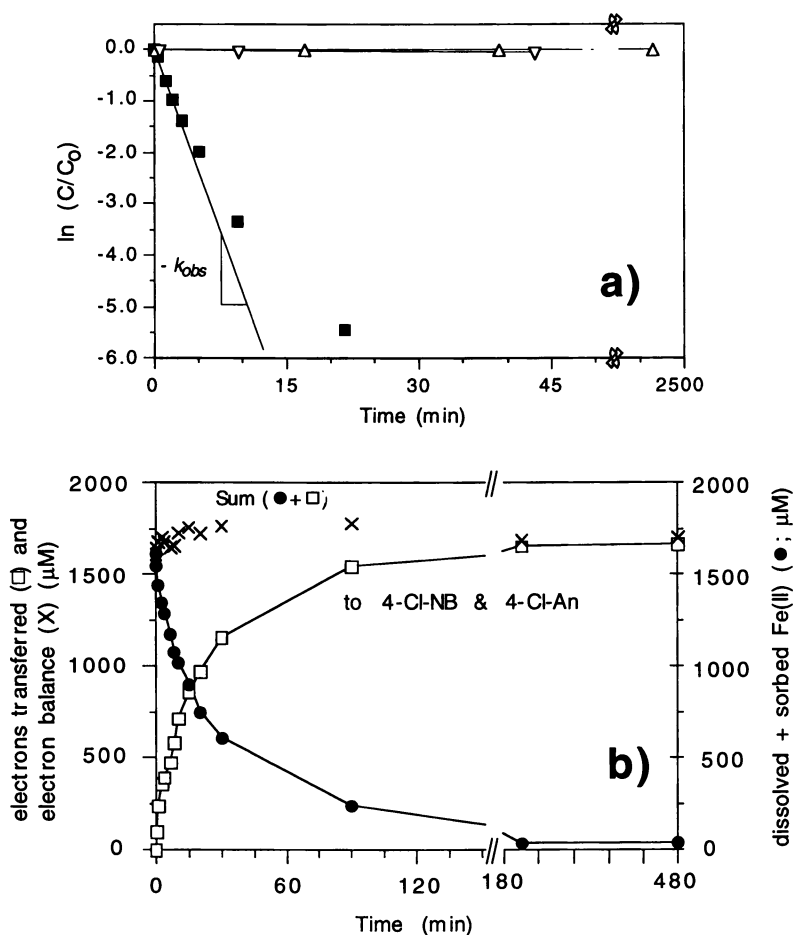 0.0
-1.0
-2.0
-3.0
-4.0
-5.0
-6.0
ln (C/C0)
- kobs
a)
0 15 30 45 2500
Time (min)
2000
1500
1000
500
0
electrons transferred (□) and
electron balance (X) (μM)
Sum ( ●+□)
to 4-Cl-NB & 4-Cl-An
b)
2000
1500
1000
500
0
dissolved + sorbed Fe(II) (●; μM)
0 60 120 180 480
Time (min)